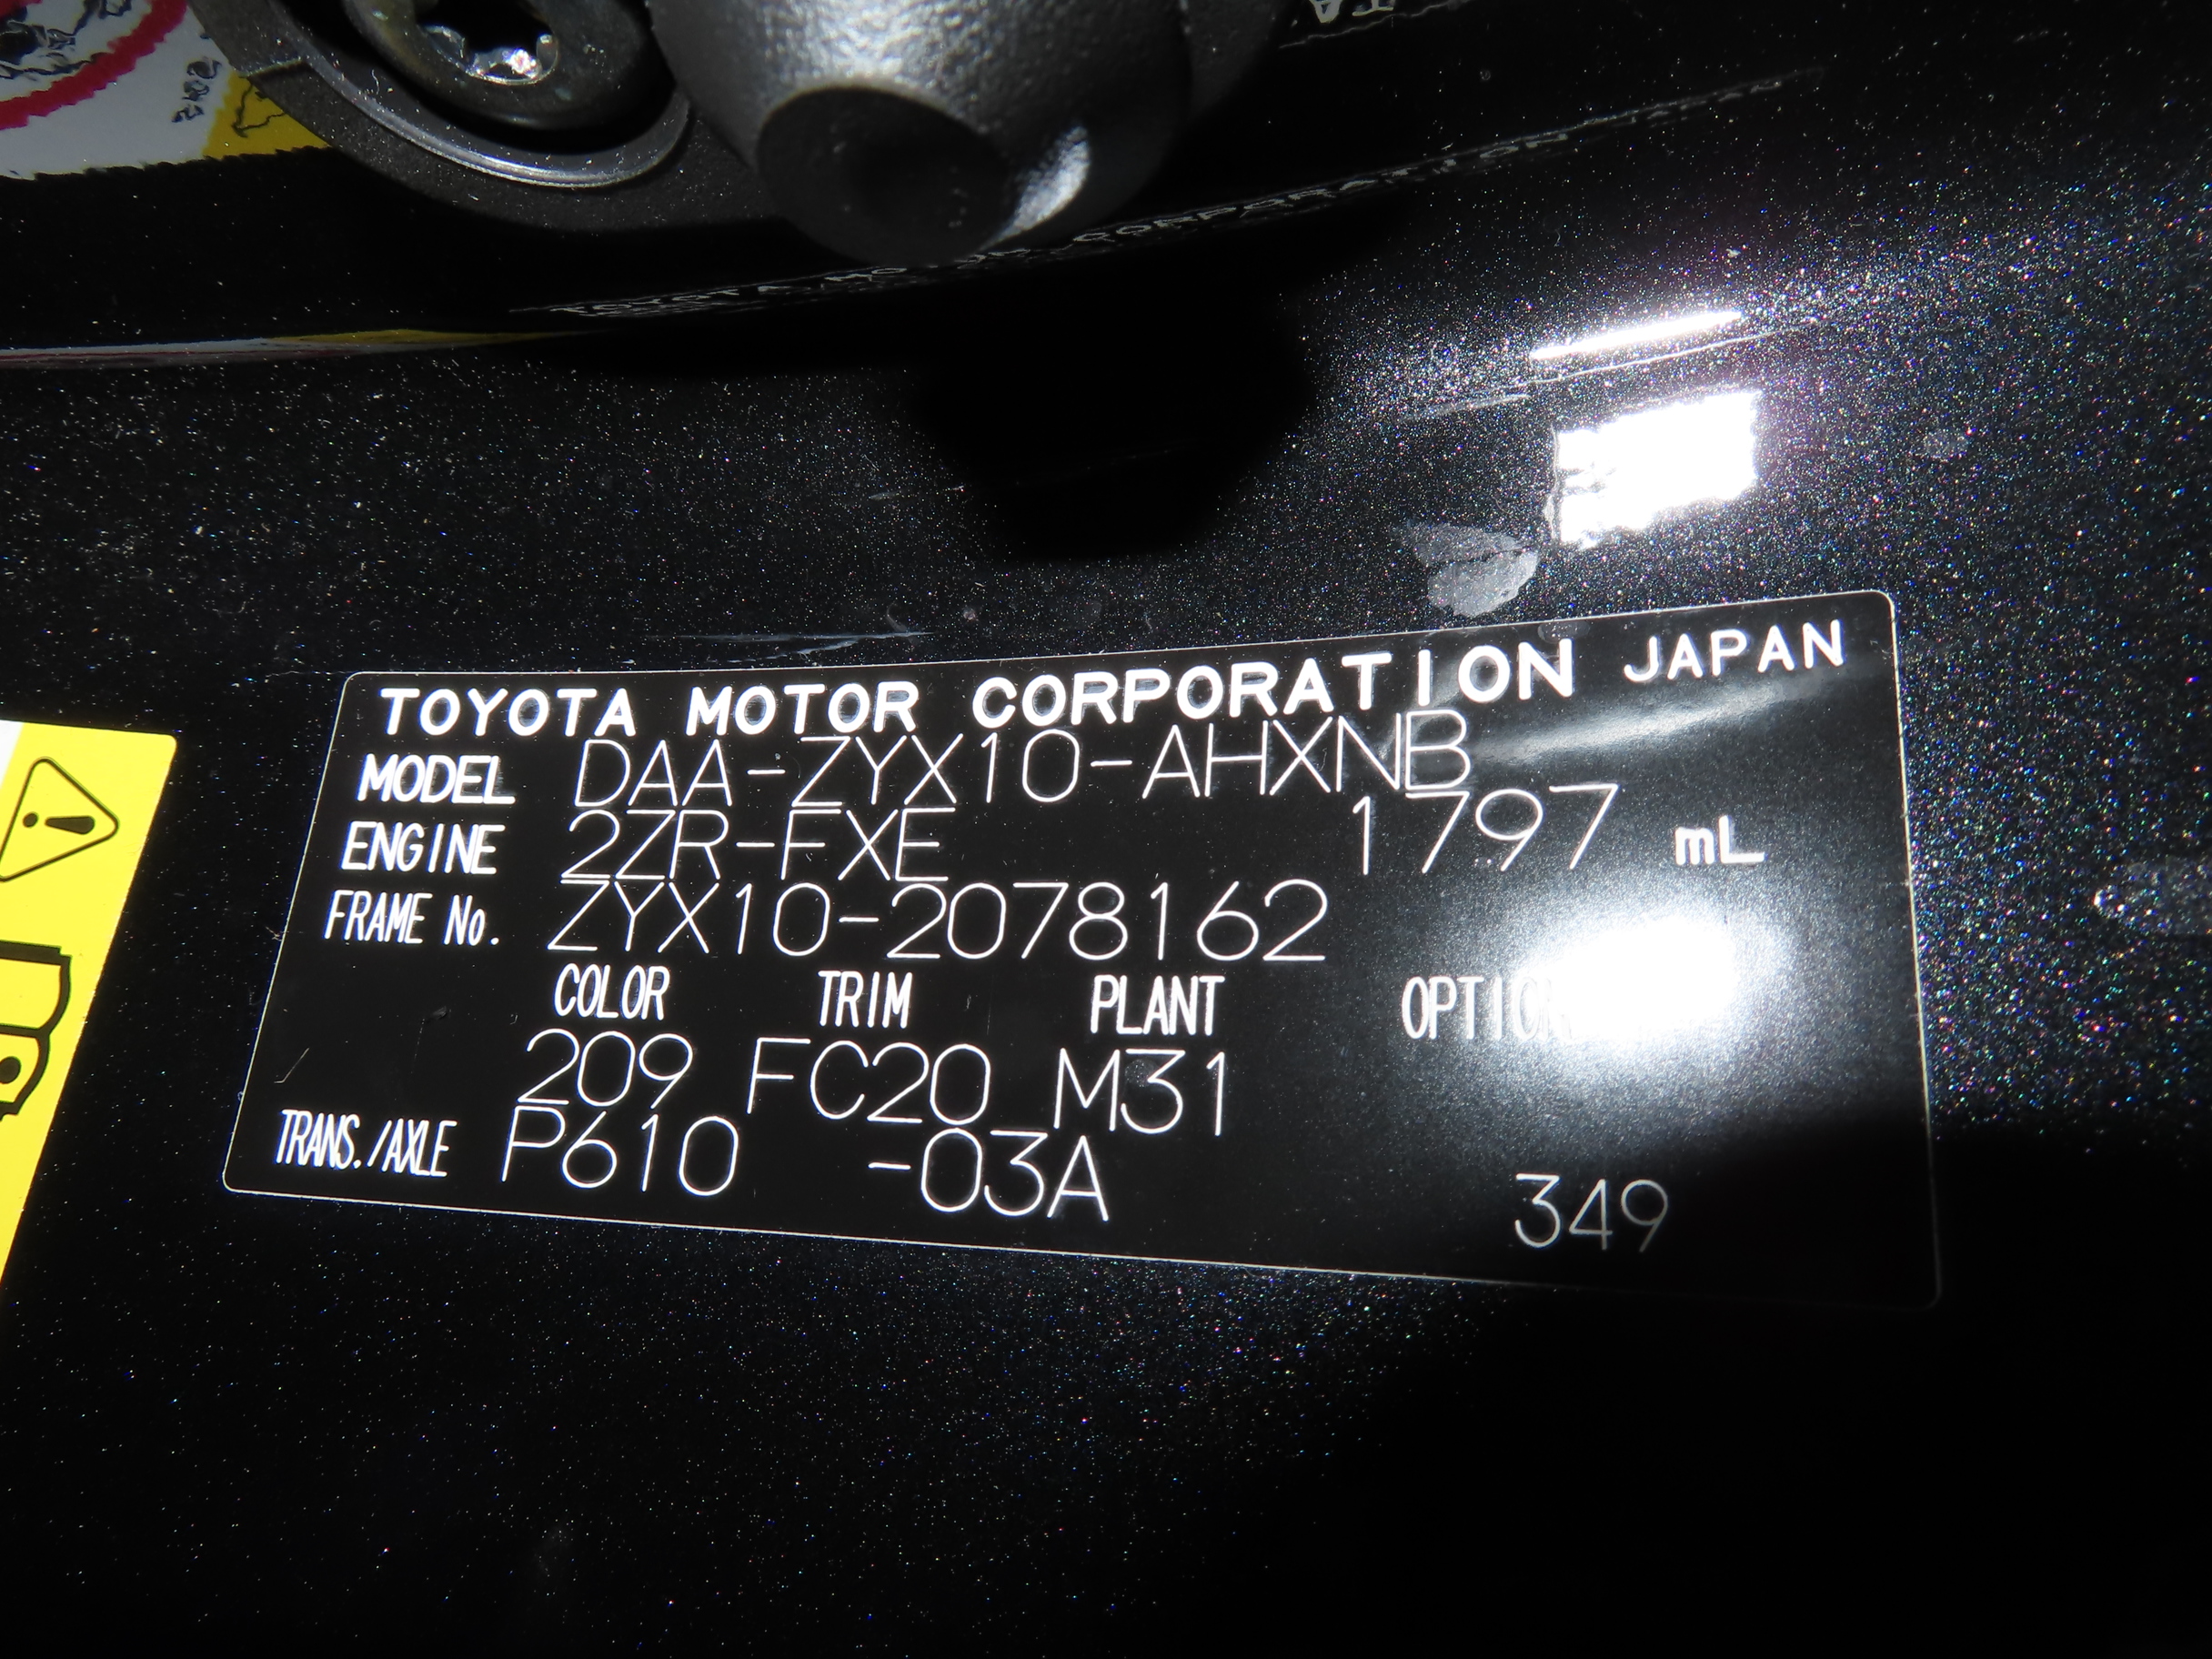 TOYOTA MOTOR CORPORATION JAPAN
MODEL DAA-ZYX10-AHXNB
ENGINE 2ZR-FXE 1797 mL
FRAME No. ZYX10-2078162
COLOR TRIM PLANT
209 FC20 M31
TRANS./AXLE P610 -03A
349